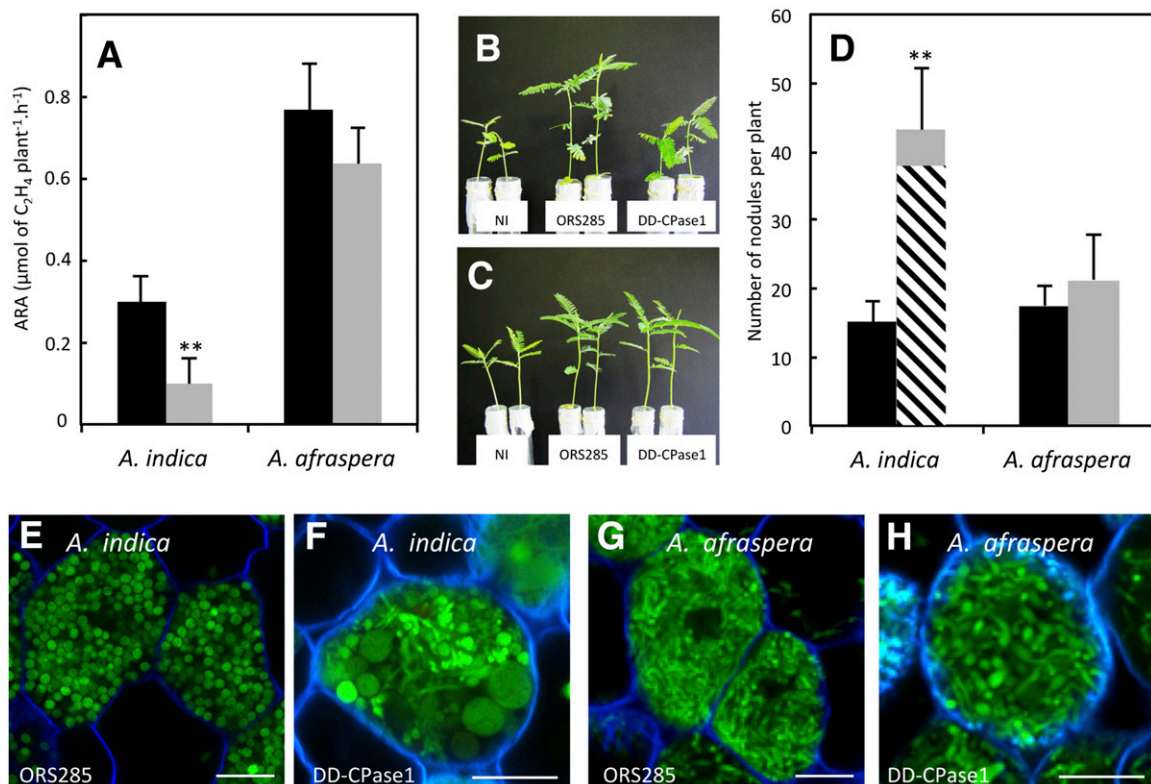 A
ARA (µmol of C₂H₄ plant⁻¹.h⁻¹)
0.8
0.6
0.4
0.2
0
**
A. indica
A. afraspera
B
NI
ORS285
DD-CPase1
C
NI
ORS285
DD-CPase1
D
Number of nodules per plant
60
50
40
30
20
10
0
**
A. indica
A. afraspera
E
A. indica
ORS285
F
A. indica
DD-CPase1
G
A. afraspera
ORS285
H
A. afraspera
DD-CPase1